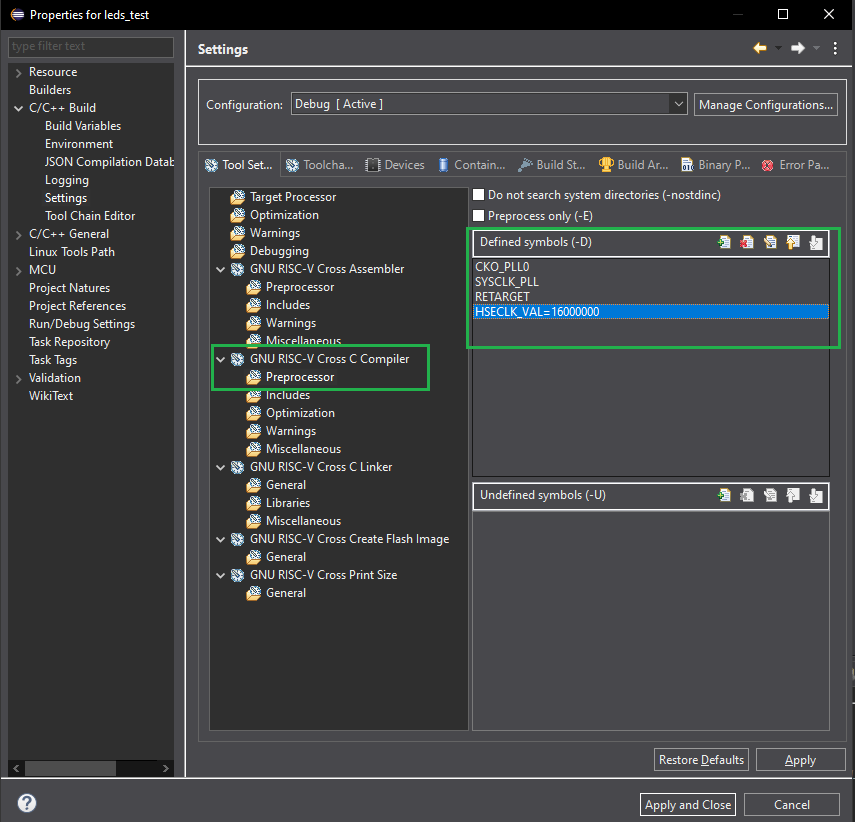 Properties for leds_test
type filter text
Resource
Builders
C/C++ Build
Build Variables
Environment
JSON Compilation Datab
Logging
Settings
Tool Chain Editor
C/C++ General
Linux Tools Path
MCU
Project Natures
Project References
Run/Debug Settings
Task Repository
Task Tags
Validation
WikiText
Settings
Configuration: Debug [ Active ] Manage Configurations...
Tool Set... Toolcha... Devices Contain... Build St... Build Ar... Binary P... Error Pa...
Target Processor
Optimization
Warnings
Debugging
GNU RISC-V Cross Assembler
Preprocessor
Includes
Warnings
Miscellaneous
GNU RISC-V Cross C Compiler
Preprocessor
Includes
Optimization
Warnings
Miscellaneous
GNU RISC-V Cross C Linker
General
Libraries
Miscellaneous
GNU RISC-V Cross Create Flash Image
General
GNU RISC-V Cross Print Size
General
Do not search system directories (-nostdinc)
Preprocess only (-E)
Defined symbols (-D)
CKO_PLL0
SYSCLK_PLL
RETARGET
HSECLK_VAL=16000000
Undefined symbols (-U)
Restore Defaults Apply
Apply and Close Cancel